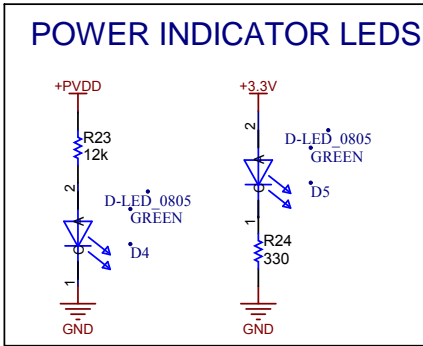 POWER INDICATOR LEDS
+PVDD
R23
12k
2
D-LED_0805
GREEN
A
C
D4
1
GND
+3.3V
2
D-LED_0805
GREEN
A
C
D5
1
R24
330
GND